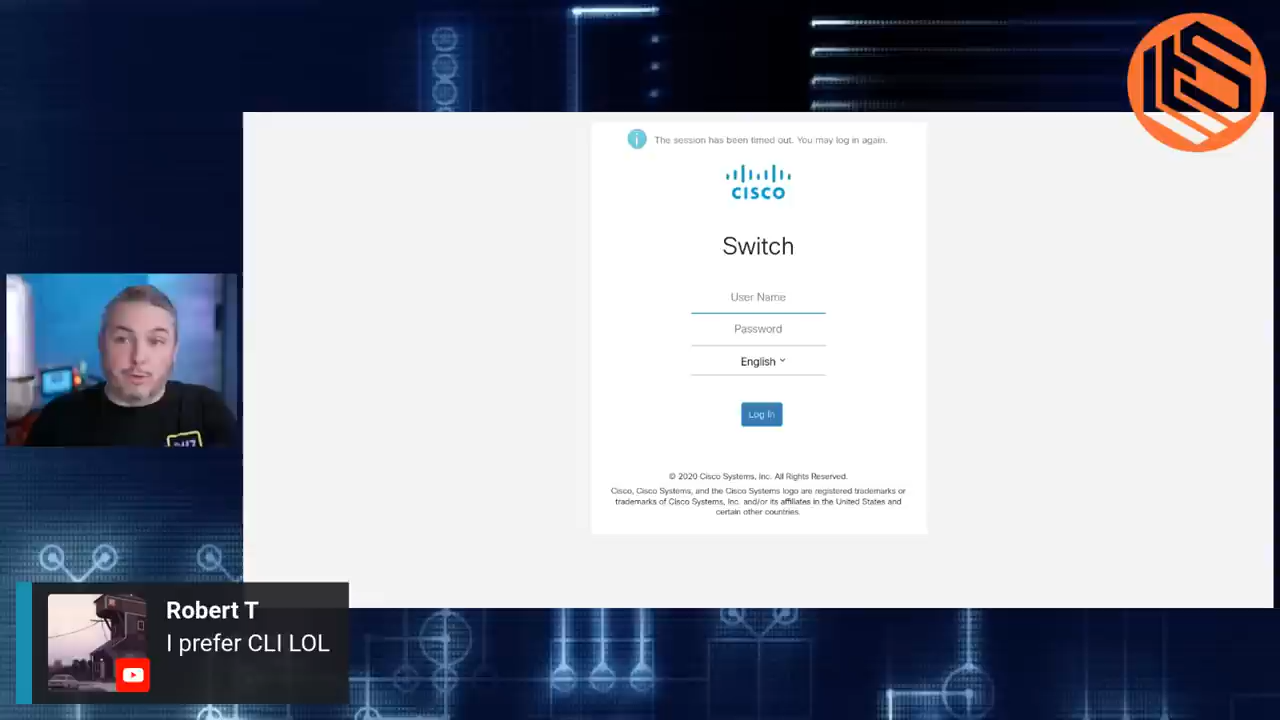 The session has been timed out. You may log in again.
CISCO
Switch
User Name
Password
English
Log In
© 2020 Cisco Systems, Inc. All Rights Reserved.
Cisco, Cisco Systems, and the Cisco Systems logo are registered trademarks or
trademarks of Cisco Systems, Inc. and/or its affiliates in the United States and
certain other countries.
Robert T
I prefer CLI LOL